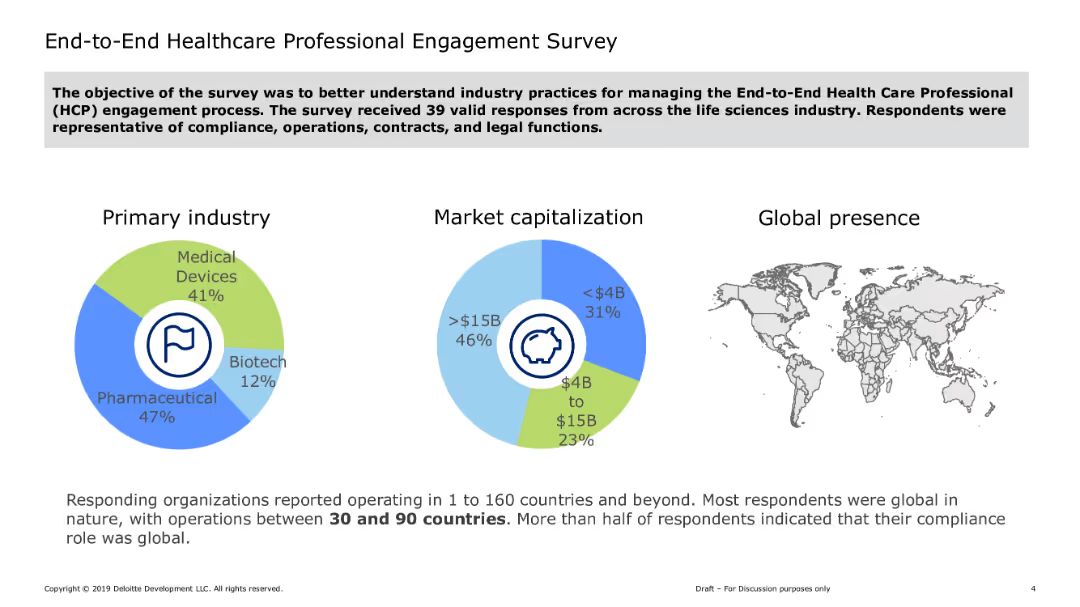 End-to-End Healthcare Professional Engagement Survey
The objective of the survey was to better understand industry practices for managing the End-to-End Health Care Professional
(HCP) engagement process. The survey received 39 valid responses from across the life sciences industry. Respondents were
representative of compliance, operations, contracts, and legal functions.
Primary industry
Medical
Devices
41%
Biotech
12%
Pharmaceutical
47%
Market capitalization
<$4B
31%
>$15B
46%
$4B
to
$15B
23%
Global presence
Responding organizations reported operating in 1 to 160 countries and beyond. Most respondents were global in
nature, with operations between 30 and 90 countries. More than half of respondents indicated that their compliance
role was global.
Copyright © 2019 Deloitte Development LLC. All rights reserved.
Draft – For Discussion purposes only
4